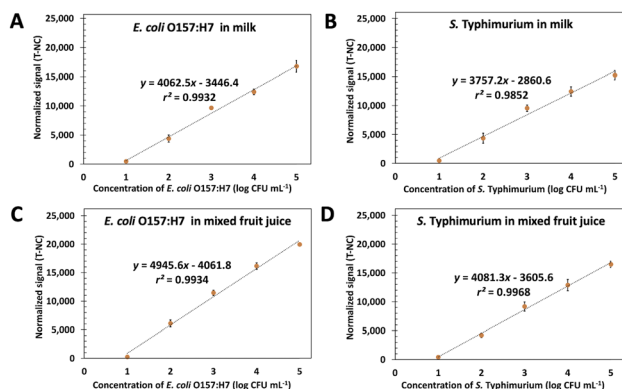 A
E. coli O157:H7 in milk
Normalized signal (T-NC)
25,000
20,000
15,000
10,000
5,000
0
y = 4062.5x - 3446.4
r² = 0.9932
0 1 2 3 4 5
Concentration of E. coli O157:H7 (log CFU mL⁻¹)
B
S. Typhimurium in milk
Normalized signal (T-NC)
25,000
20,000
15,000
10,000
5,000
0
y = 3757.2x - 2860.6
r² = 0.9852
0 1 2 3 4 5
Concentration of S. Typhimurium (log CFU mL⁻¹)
C
E. coli O157:H7 in mixed fruit juice
Normalized signal (T-NC)
25,000
20,000
15,000
10,000
5,000
0
y = 4945.6x - 4061.8
r² = 0.9934
0 1 2 3 4 5
Concentration of E. coli O157:H7 (log CFU mL⁻¹)
D
S. Typhimurium in mixed fruit juice
Normalized signal (T-NC)
25,000
20,000
15,000
10,000
5,000
0
y = 4081.3x - 3605.6
r² = 0.9968
0 1 2 3 4 5
Concentration of S. Typhimurium (log CFU mL⁻¹)